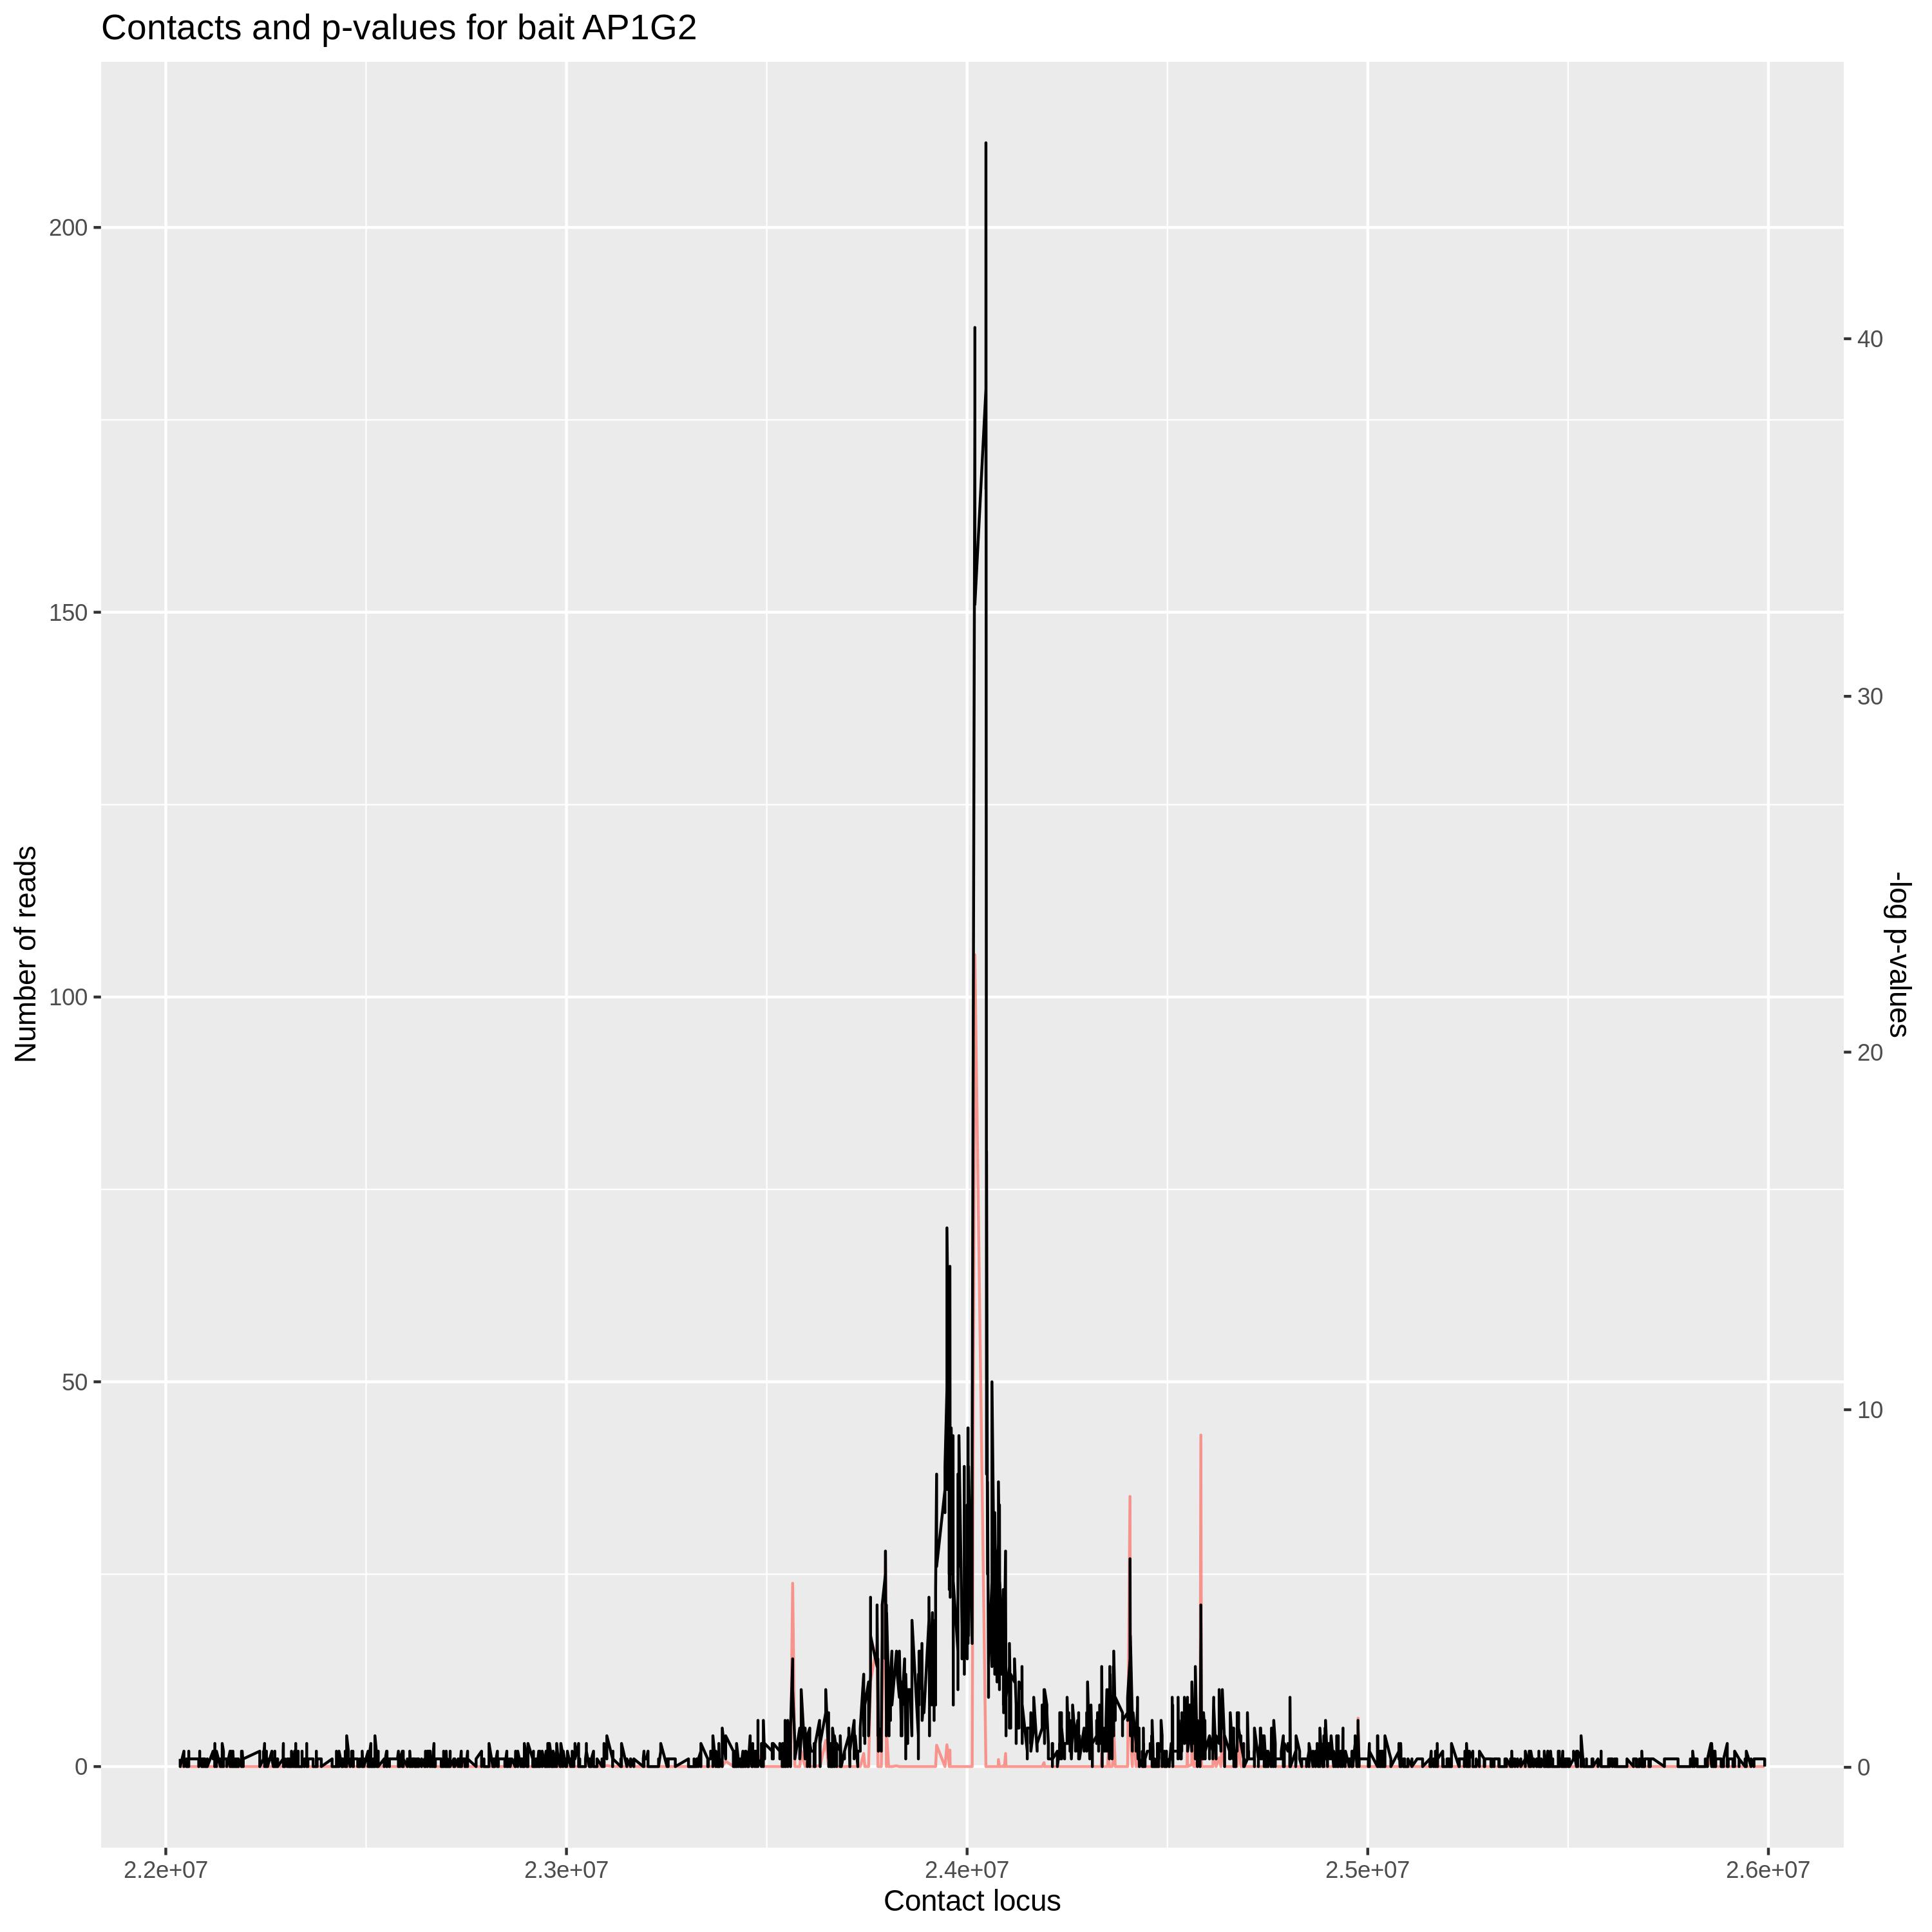 Contacts and p-values for bait AP1G2
Number of reads
200
150
100
50
0
40
30
20
10
0
-log p-values
2.2e+07
2.3e+07
2.4e+07
2.5e+07
2.6e+07
Contact locus